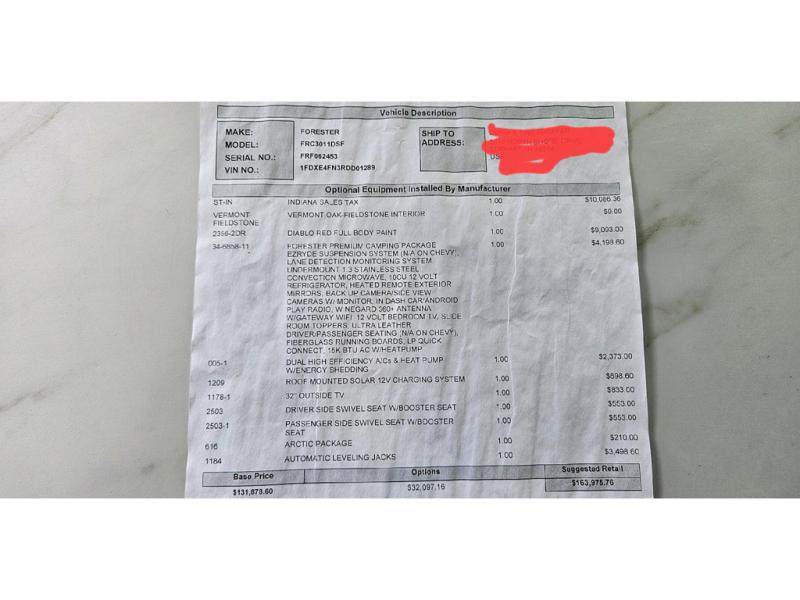 Vehicle Description
MAKE: FORESTER
MODEL: FRC3011DSF
SERIAL NO.: FRF062453
VIN NO.: 1FDXE4FN3RDD01289
SHIP TO
ADDRESS:
US
Optional Equipment Installed By Manufacturer
ST-IN INDIANA SALES TAX 1.00 $10,086.36
VERMONT VERMONT OAK-FIELDSTONE INTERIOR 1.00 $0.00
FIELDSTONE
2356-2DR DIABLO RED FULL BODY PAINT 1.00 $9,093.00
34-6858-11 FORESTER PREMIUM CAMPING PACKAGE 1.00 $4,198.60
EZRYDE SUSPENSION SYSTEM (N/A ON CHEVY),
LANE DETECTION MONITORING SYSTEM
UNDERMOUNT 1.3 STAINLESS STEEL
CONVECTION MICROWAVE, 10CU 12 VOLT
REFRIGERATOR, HEATED REMOTE EXTERIOR
MIRRORS, BACK UP CAMERA/SIDE VIEW
CAMERAS W/ MONITOR, IN DASH CAR/ANDROID
PLAY RADIO, W NEGARD 360+ ANTENNA
W/GATEWAY WIFI, 12 VOLT BEDROOM TV, SLIDE
ROOM TOPPERS, ULTRA LEATHER
DRIVER/PASSENGER SEATING (N/A ON CHEVY),
FIBERGLASS RUNNING BOARDS, LP QUICK
CONNECT, 15K BTU AC W/HEATPUMP
005-1 DUAL HIGH EFFICIENCY A/Cs & HEAT PUMP 1.00 $2,373.00
W/ENERGY SHEDDING
1209 ROOF MOUNTED SOLAR 12V CHARGING SYSTEM 1.00 $698.60
1178-1 32" OUTSIDE TV 1.00 $833.00
2503 DRIVER SIDE SWIVEL SEAT W/BOOSTER SEAT 1.00 $553.00
2503-1 PASSENGER SIDE SWIVEL SEAT W/BOOSTER 1.00 $553.00
SEAT
616 ARCTIC PACKAGE 1.00 $210.00
1184 AUTOMATIC LEVELING JACKS 1.00 $3,498.60
Base Price Options Suggested Retail
$131,878.60 $32,097.16 $163,975.76